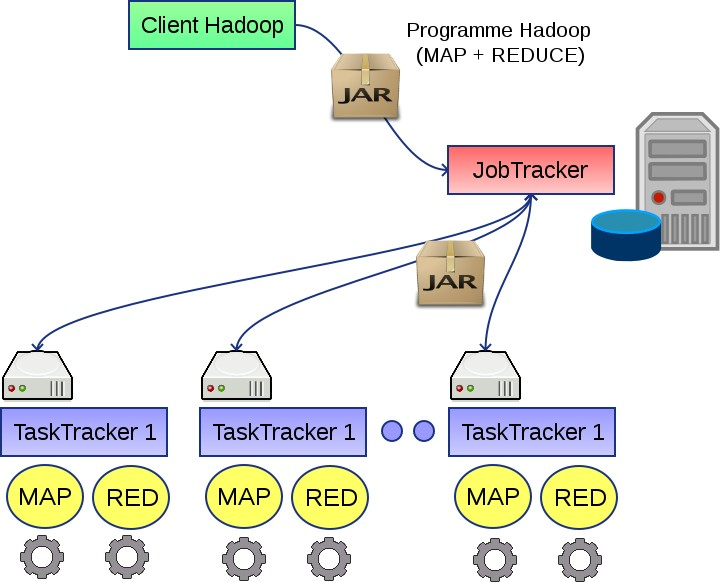 Client Hadoop
Programme Hadoop
(MAP + REDUCE)
JAR
JobTracker
JAR
TaskTracker 1
TaskTracker 1
TaskTracker 1
MAP
RED
MAP
RED
MAP
RED